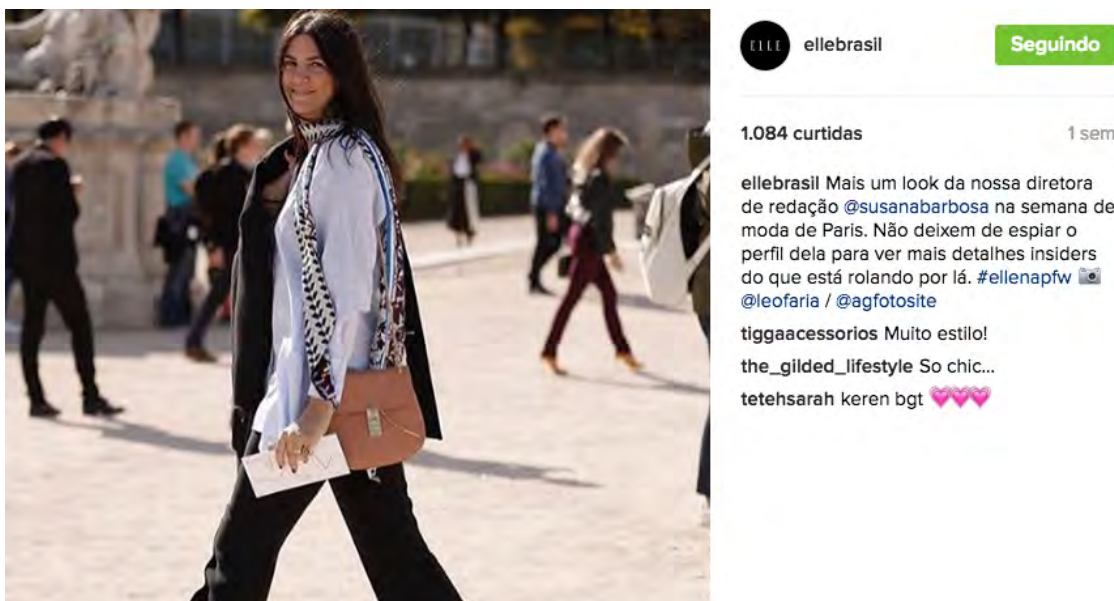 ELLE
ellebrasil
Seguindo
1.084 curtidas
1 sem
ellebrasil Mais um look da nossa diretora
de redação @susanabarbosa na semana de
moda de Paris. Não deixem de espiar o
perfil dela para ver mais detalhes insiders
do que está rolando por lá. #ellenapfw 📷
@leofaria / @agfotosite
tiggaacessorios Muito estilo!
the_gilded_lifestyle So chic...
tetehsarah keren bgt 💗💗💗